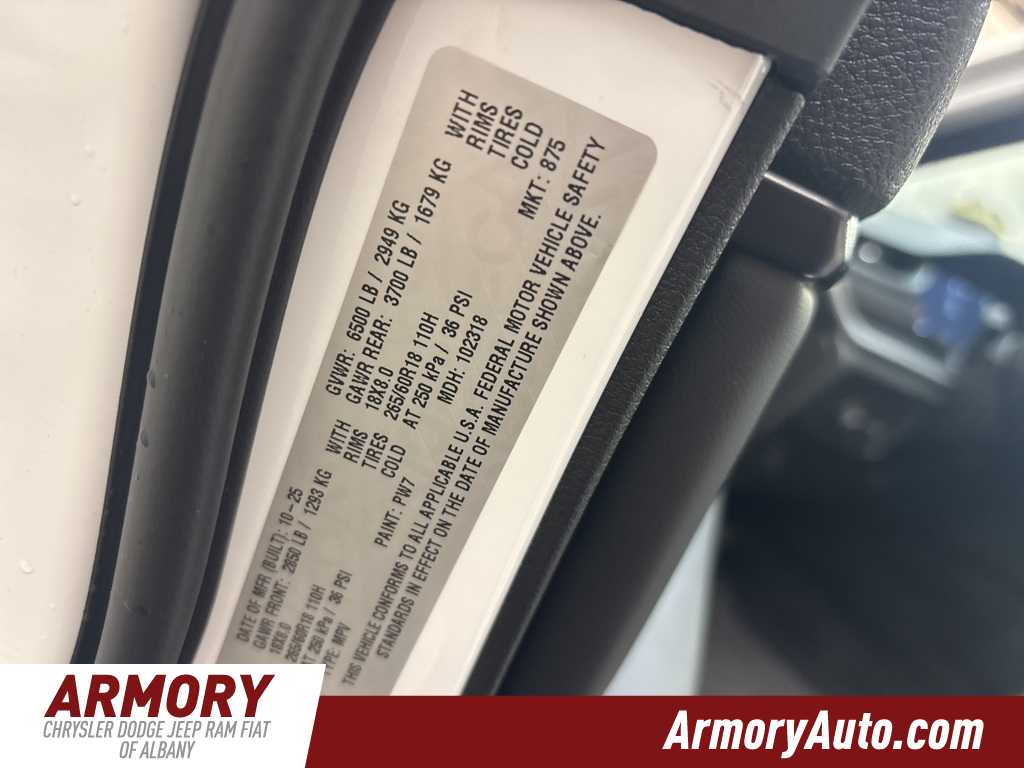 DATE OF MFR (BUILT): 10-25 GVWR: 6500 LB / 2949 KG
GAWR FRONT: 2850 LB / 1293 KG WITH GAWR REAR: 3700 LB / 1679 KG WITH
18X8.0 RIMS 18X8.0 RIMS
265/60R18 110H TIRES 265/60R18 110H TIRES
AT 250 kPa / 36 PSI COLD AT 250 kPa / 36 PSI COLD
TYPE: MPV PAINT: PW7 MDH: 102318 MKT: 875
THIS VEHICLE CONFORMS TO ALL APPLICABLE U.S.A. FEDERAL MOTOR VEHICLE SAFETY
STANDARDS IN EFFECT ON THE DATE OF MANUFACTURE SHOWN ABOVE.
ARMORY
CHRYSLER DODGE JEEP RAM FIAT
OF ALBANY
ArmoryAuto.com